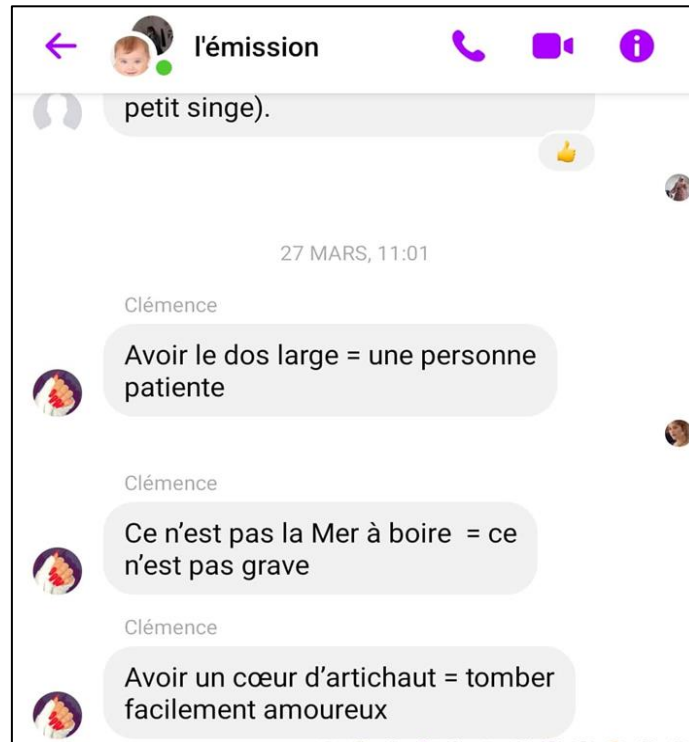 l'émission
petit singe).
27 MARS, 11:01
Clémence
Avoir le dos large = une personne
patiente
Clémence
Ce n’est pas la Mer à boire  = ce
n’est pas grave
Clémence
Avoir un cœur d’artichaut = tomber
facilement amoureux